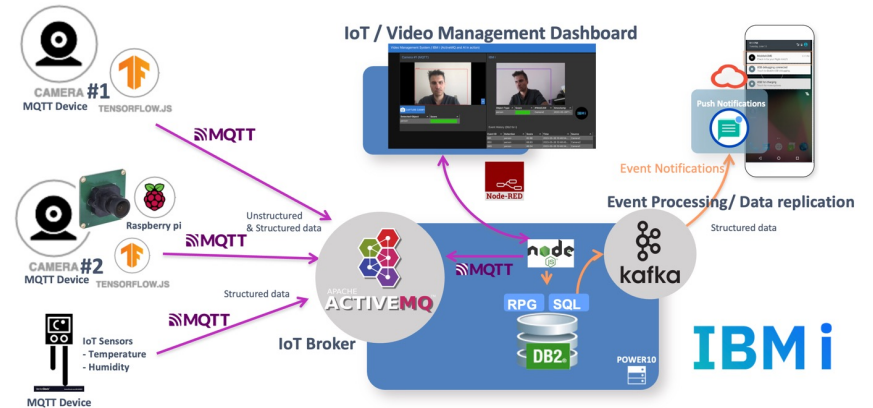 IoT / Video Management Dashboard
CAMERA #1
MQTT Device
TENSORFLOW.JS
MQTT
Push Notifications
Node-RED
Event Notifications
Raspberry pi
Unstructured
& Structured data
MQTT
CAMERA #2
MQTT Device
TENSORFLOW.JS
Event Processing/ Data replication
Structured data
node
JS
kafka
MQTT
APACHE
ACTIVEMQ
IoT Broker
RPG
SQL
DB2
POWER10
Structured data
MQTT
C°
IoT Sensors
- Temperature
- Humidity
MQTT Device
IBM i